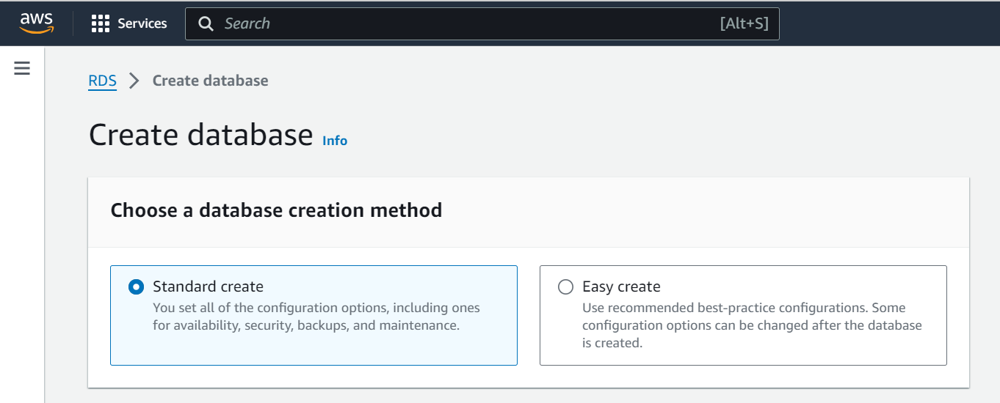 aws Services Search [Alt+S]
RDS Create database
Create database Info
Choose a database creation method
Standard create
You set all of the configuration options, including ones
for availability, security, backups, and maintenance.
Easy create
Use recommended best-practice configurations. Some
configuration options can be changed after the database
is created.